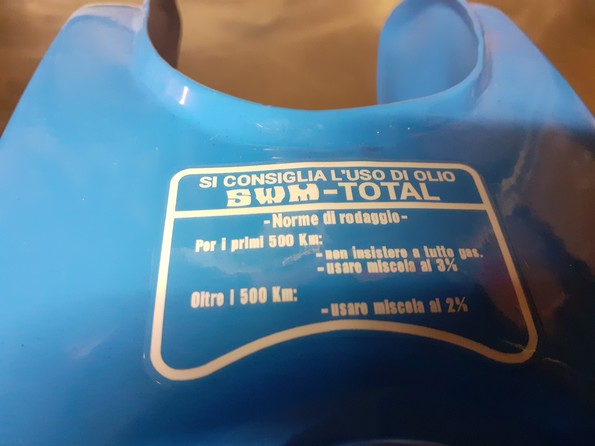 SI CONSIGLIA L'USO DI OLIO
SWM-TOTAL
-Norme di rodaggio-
Per i primi 500 Km:
- non insistere a tutto gas.
- usare miscela al 3%
Oltre i 500 Km:
- usare miscela al 2%